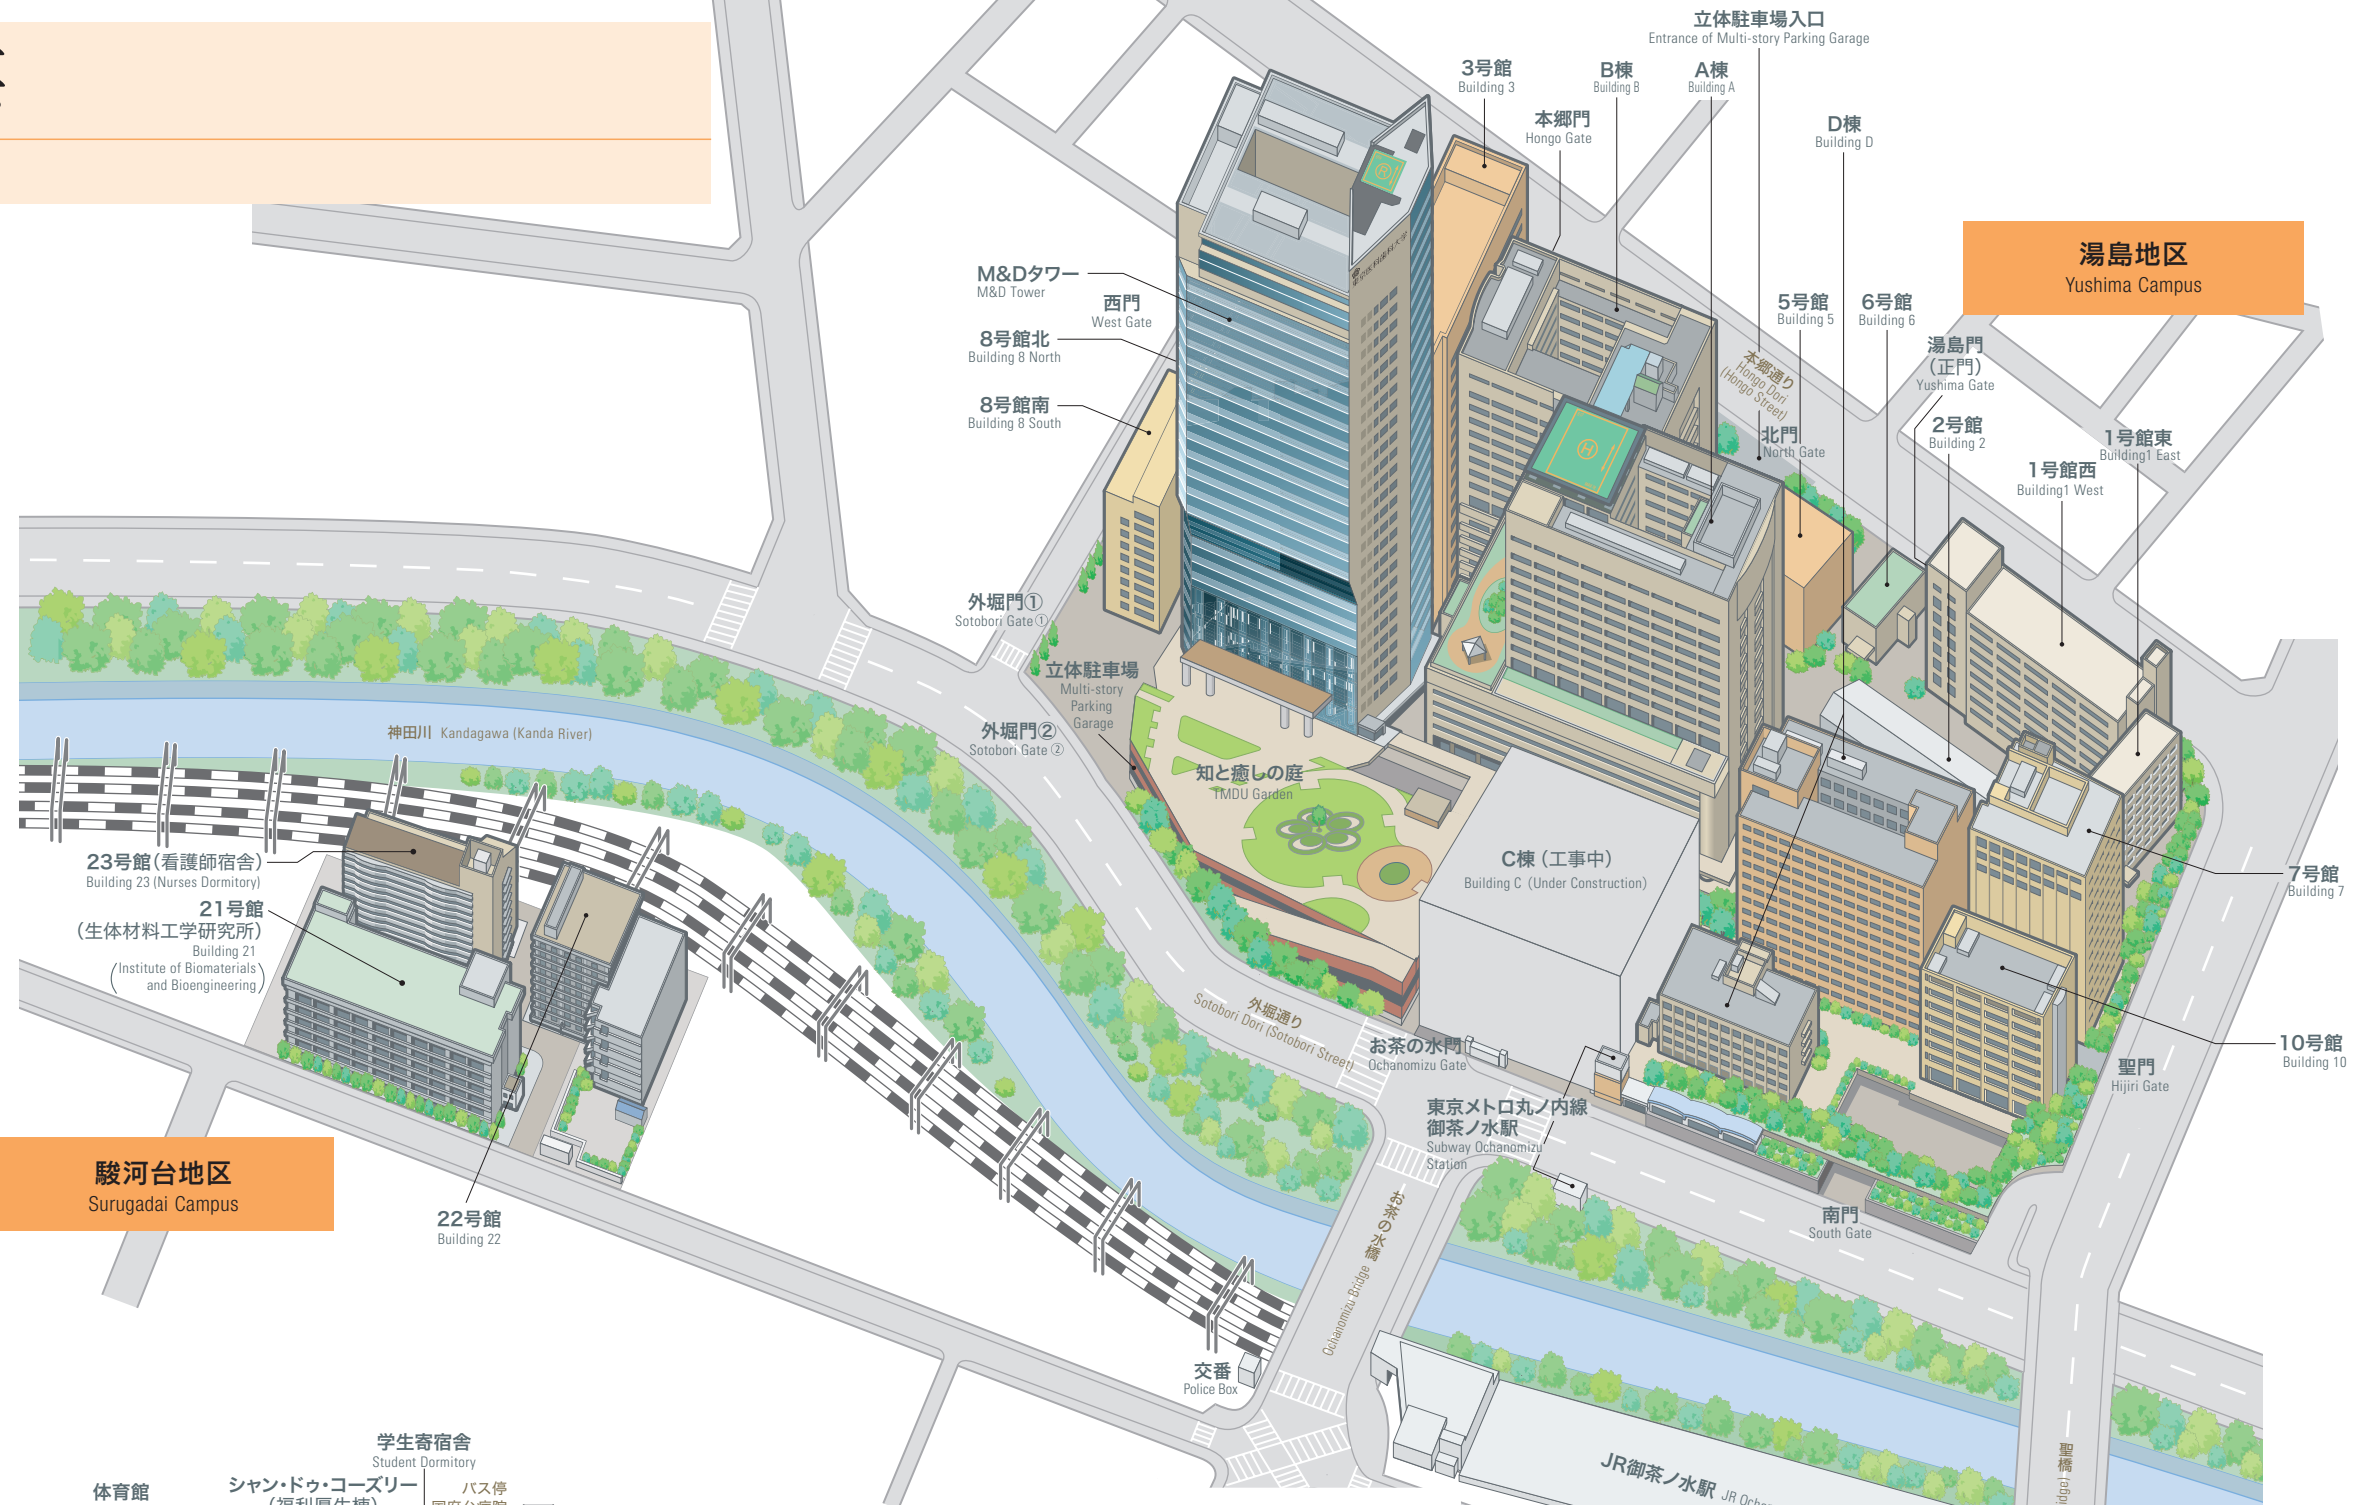 立体駐車場入口
Entrance of Multi-story Parking Garage
3号館
Building 3
B棟
Building B
A棟
Building A
本郷門
Hongo Gate
D棟
Building D
湯島地区
Yushima Campus
M&Dタワー
M&D Tower
西門
West Gate
8号館北
Building 8 North
8号館南
Building 8 South
5号館
Building 5
6号館
Building 6
湯島門
（正門）
Yushima Gate
本郷通り
Hongo Dori
(Hongo Street)
北門
North Gate
2号館
Building 2
1号館東
Building1 East
1号館西
Building1 West
外堀門①
Sotobori Gate ①
立体駐車場
Multi-story
Parking
Garage
外堀門②
Sotobori Gate ②
神田川 Kandagawa (Kanda River)
知と癒しの庭
TMDU Garden
C棟（工事中）
Building C (Under Construction)
23号館（看護師宿舎）
Building 23 (Nurses Dormitory)
21号館
（生体材料工学研究所）
Building 21
(Institute of Biomaterials
and Bioengineering)
7号館
Building 7
外堀通り
Sotobori Dori (Sotobori Street)
お茶の水門
Ochanomizu Gate
10号館
Building 10
聖門
Hijiri Gate
東京メトロ丸ノ内線
御茶ノ水駅
Subway Ochanomizu
Station
駿河台地区
Surugadai Campus
22号館
Building 22
南門
South Gate
お茶の水橋
Ochanomizu Bridge
交番
Police Box
学生寄宿舎
Student Dormitory
体育館
シャン・ドゥ・コーズリー
（福利厚生棟）
バス停
JR御茶ノ水駅
聖橋